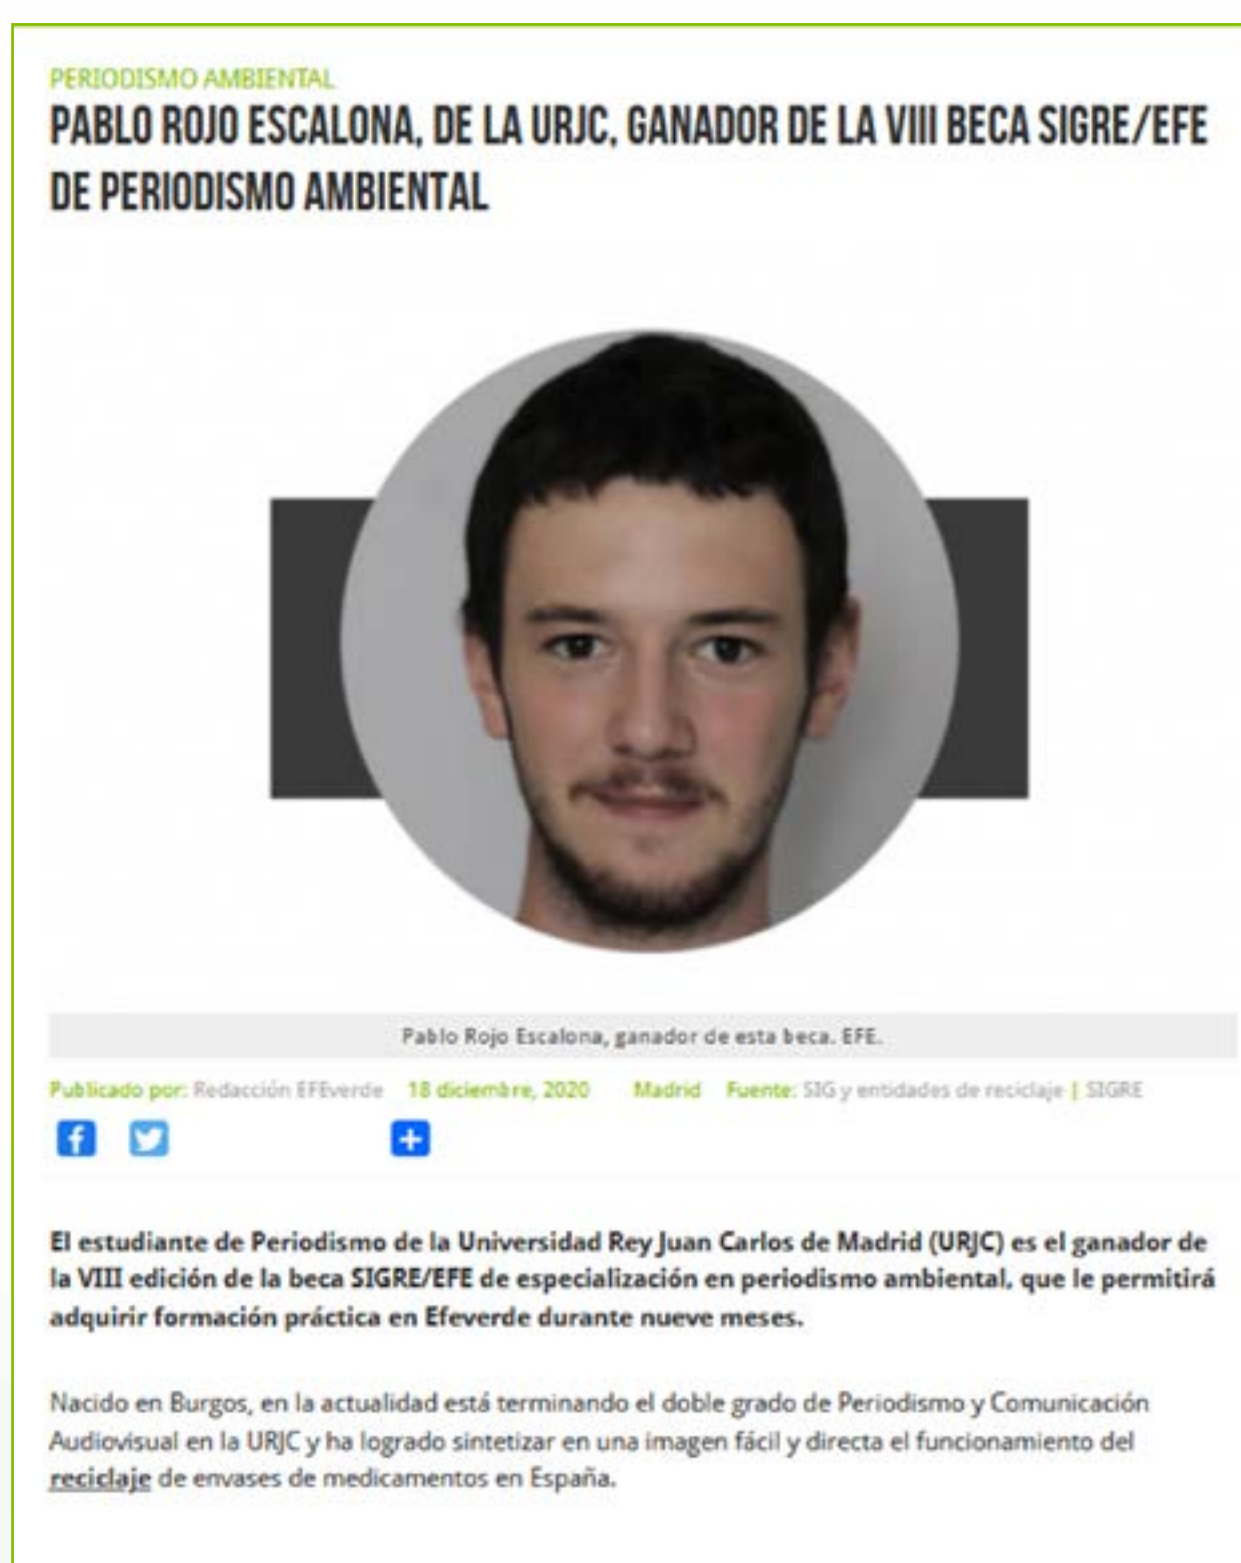 PERIODISMO AMBIENTAL
PABLO ROJO ESCALONA, DE LA URJC, GANADOR DE LA VIII BECA SIGRE/EFE
DE PERIODISMO AMBIENTAL
Pablo Rojo Escalona, ganador de esta beca. EFE.
Publicado por: Redacción EFEverde 18 diciembre, 2020 Madrid Fuente: SIG y entidades de reciclaje | SIGRE
El estudiante de Periodismo de la Universidad Rey Juan Carlos de Madrid (URJC) es el ganador de
la VIII edición de la beca SIGRE/EFE de especialización en periodismo ambiental, que le permitirá
adquirir formación práctica en Efeverde durante nueve meses.
Nacido en Burgos, en la actualidad está terminando el doble grado de Periodismo y Comunicación
Audiovisual en la URJC y ha logrado sintetizar en una imagen fácil y directa el funcionamiento del
reciclaje de envases de medicamentos en España.